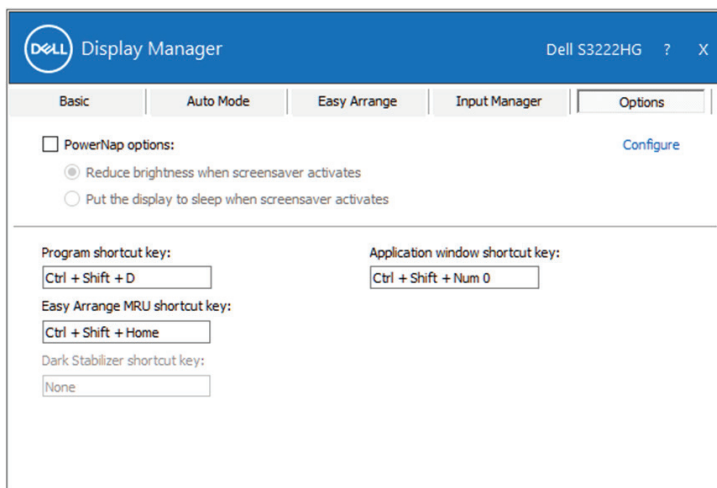 DELL Display Manager Dell S3222HG ? X
Basic Auto Mode Easy Arrange Input Manager Options
PowerNap options: Configure
Reduce brightness when screensaver activates
Put the display to sleep when screensaver activates
Program shortcut key: Application window shortcut key:
Ctrl + Shift + D Ctrl + Shift + Num 0
Easy Arrange MRU shortcut key:
Ctrl + Shift + Home
Dark Stabilizer shortcut key:
None